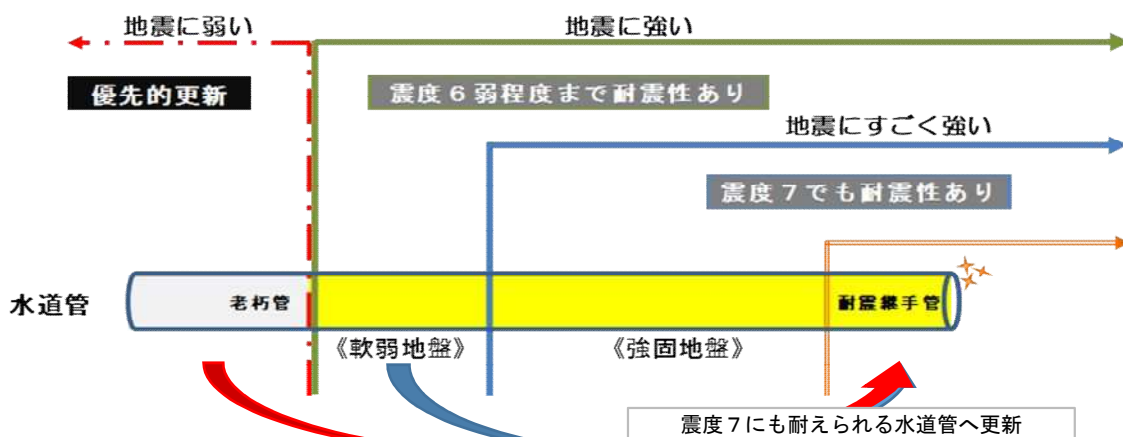 地震に弱い
地震に強い
優先的更新
震度６弱程度まで耐震性あり
地震にすごく強い
震度７でも耐震性あり
水道管
老朽管
耐震継手管
《軟弱地盤》
《強固地盤》
震度７にも耐えられる水道管へ更新